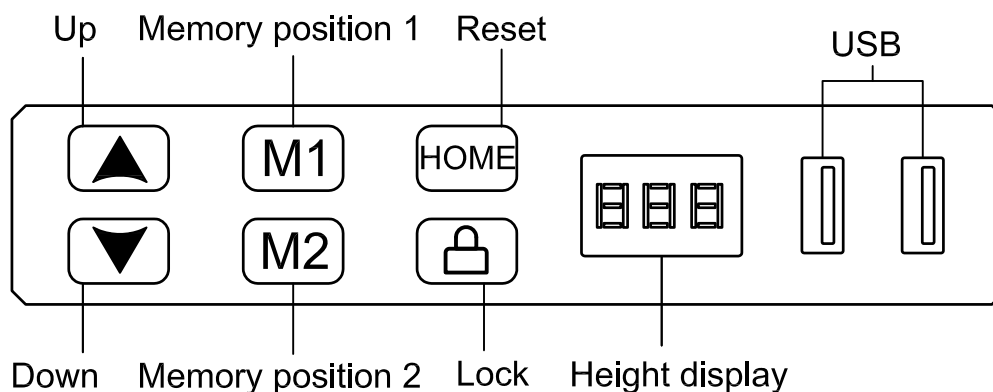 Up Memory position 1 Reset
USB
M1 HOME
M2
Down Memory position 2 Lock Height display